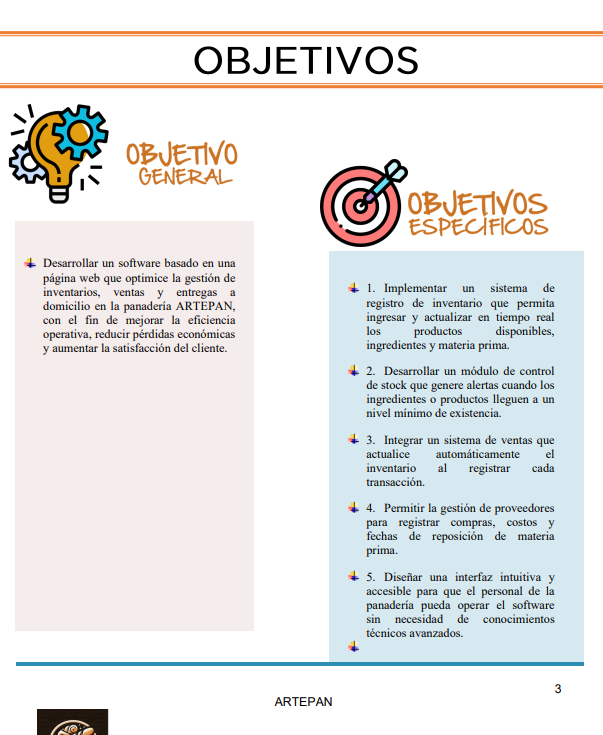 OBJETIVOS
OBJETIVO
GENERAL
Desarrollar un software basado en una
página web que optimice la gestión de
inventarios, ventas y entregas a
domicilio en la panadería ARTEPAN,
con el fin de mejorar la eficiencia
operativa, reducir pérdidas económicas
y aumentar la satisfacción del cliente.
OBJETIVOS
ESPECIFICOS
1. Implementar un sistema de
registro de inventario que permita
ingresar y actualizar en tiempo real
los productos disponibles,
ingredientes y materia prima.
2. Desarrollar un módulo de control
de stock que genere alertas cuando los
ingredientes o productos lleguen a un
nivel mínimo de existencia.
3. Integrar un sistema de ventas que
actualice automáticamente el
inventario al registrar cada
transacción.
4. Permitir la gestión de proveedores
para registrar compras, costos y
fechas de reposición de materia
prima.
5. Diseñar una interfaz intuitiva y
accesible para que el personal de la
panadería pueda operar el software
sin necesidad de conocimientos
técnicos avanzados.
3
ARTEPAN